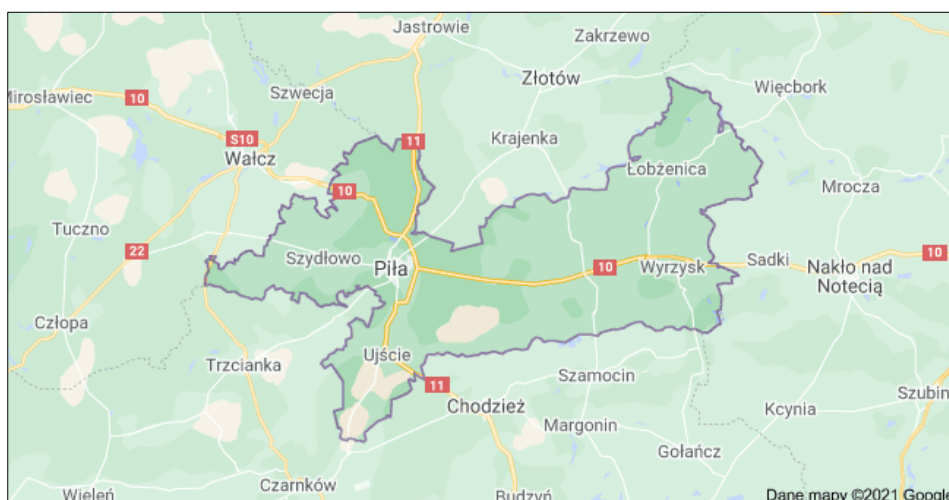 Jastrowie
Zakrzewo
Złotów
Więcbork
Mirosławiec
10
Szwecja
S10
Wałcz
11
Krajenka
Łobżenica
10
Mrocza
Tuczno
22
Szydłowo
Piła
10
Wyrzysk
Sadki
10
Nakło nad
Notecią
Człopa
Trzcianka
Ujście
11
Szamocin
Chodzież
Kcynia
Szubin
Margonin
Gołańcz
Czarnków
Wieleń
Budzyń
Dane mapy ©2021 Google